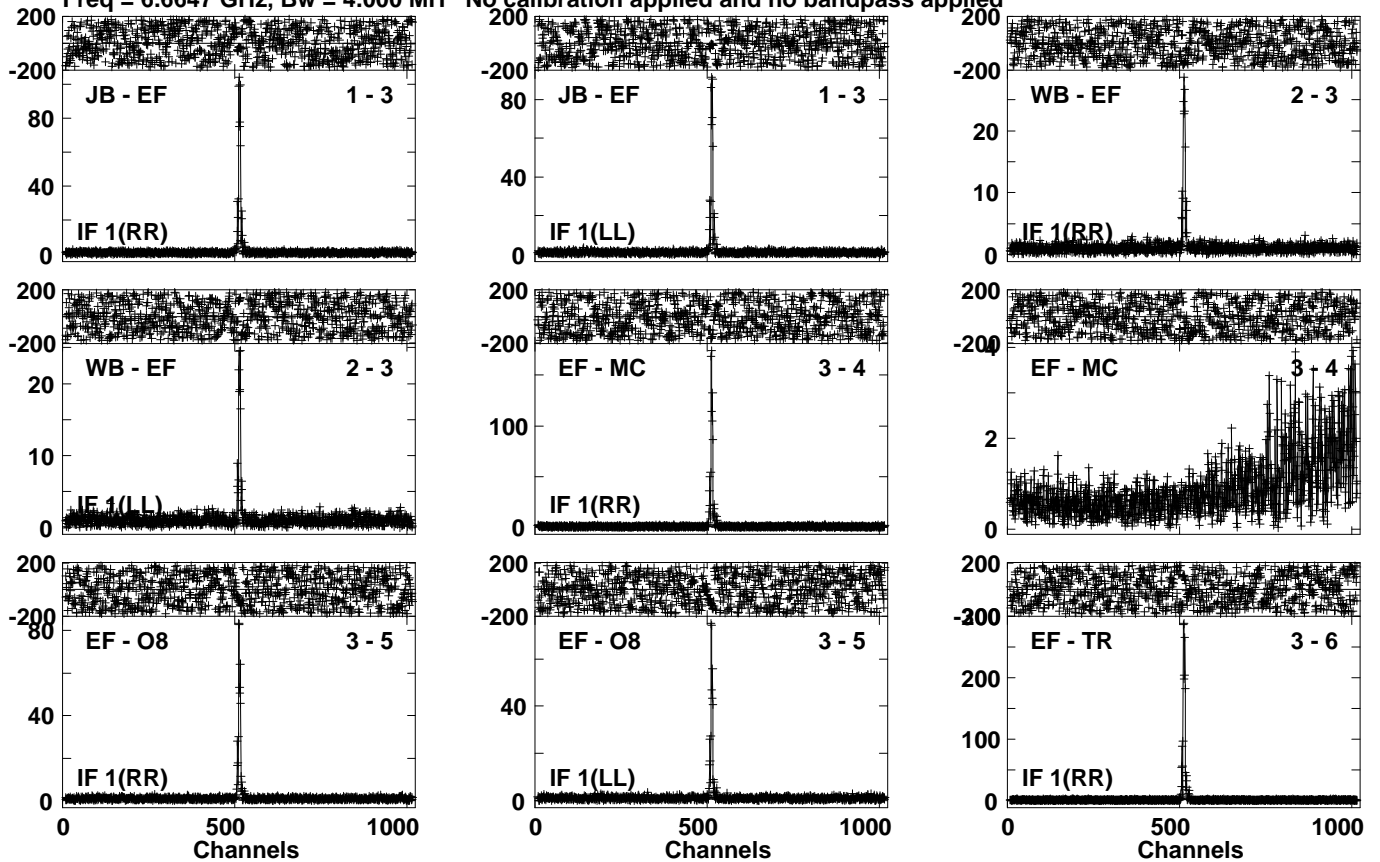 Freq = 6.6647 GHz, Bw = 4.000 MH No calibration applied and no bandpass applied
200 200 200
-200 -200 -200
JB - EF 1 - 3 JB - EF 1 - 3 WB - EF 2 - 3
80 80 20
40 40 10
IF 1(RR) IF 1(LL) IF 1(RR)
0 0 0
200 200 200
-200 -200 -200
4
WB - EF 2 - 3 EF - MC 3 - 4 EF - MC 3 - 4
20 100 2
10
IF 1(LL) IF 1(RR)
0 0 0
200 200 200
-200 -200 -200
80 300
EF - O8 3 - 5 EF - O8 3 - 5 EF - TR 3 - 6
200
40 40 100
IF 1(RR) IF 1(LL) IF 1(RR)
0 0 0
0 500 1000 0 500 1000 0 500 1000
Channels Channels Channels